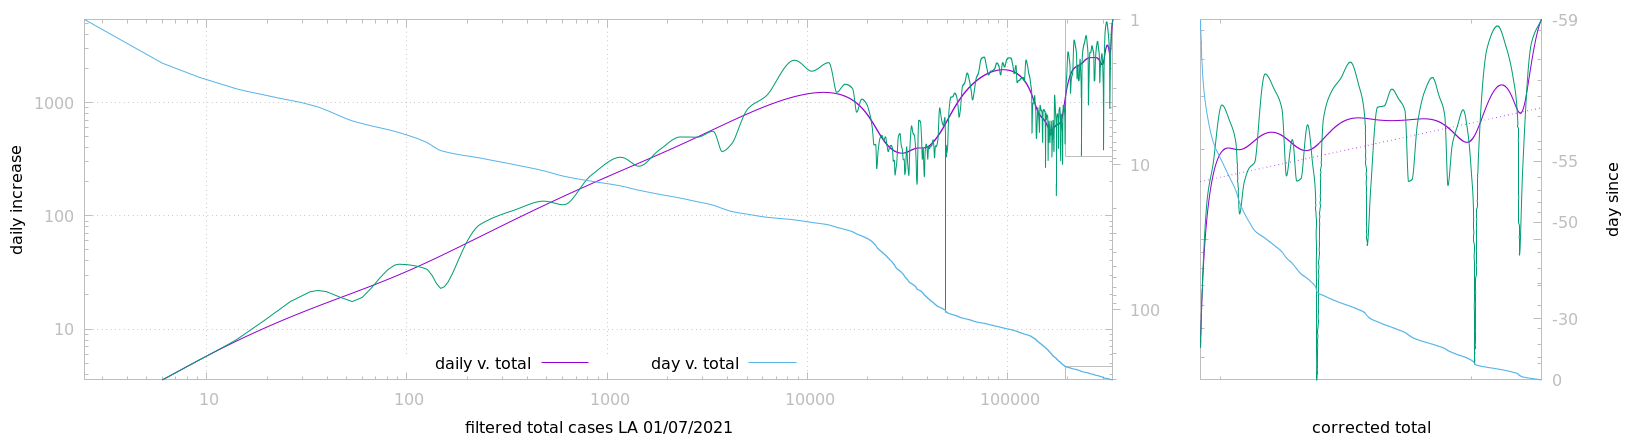 1
-59
1000
daily increase
10
-55
day since
100
-50
10
100
-30
daily v. total
day v. total
0
10
100
1000
10000
100000
filtered total cases LA 01/07/2021
corrected total